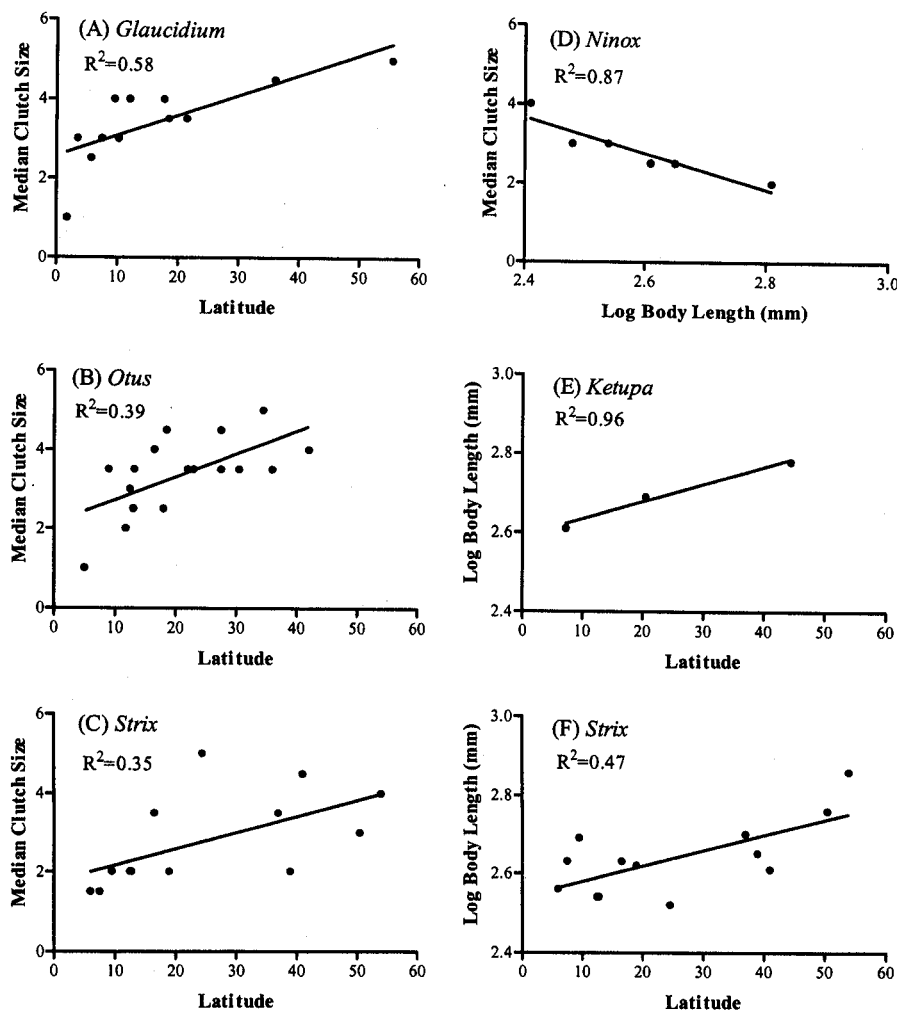 (A) Glaucidium
R²=0.58
Median Clutch Size
6
4
2
0
0 10 20 30 40 50 60
Latitude
(D) Ninox
R²=0.87
Median Clutch Size
6
4
2
0
2.4 2.6 2.8 3.0
Log Body Length (mm)
(B) Otus
R²=0.39
Median Clutch Size
6
4
2
0
0 10 20 30 40 50 60
Latitude
(E) Ketupa
R²=0.96
Log Body Length (mm)
3.0
2.8
2.6
2.4
0 10 20 30 40 50 60
Latitude
(C) Strix
R²=0.35
Median Clutch Size
6
4
2
0
0 10 20 30 40 50 60
Latitude
(F) Strix
R²=0.47
Log Body Length (mm)
3.0
2.8
2.6
2.4
0 10 20 30 40 50 60
Latitude